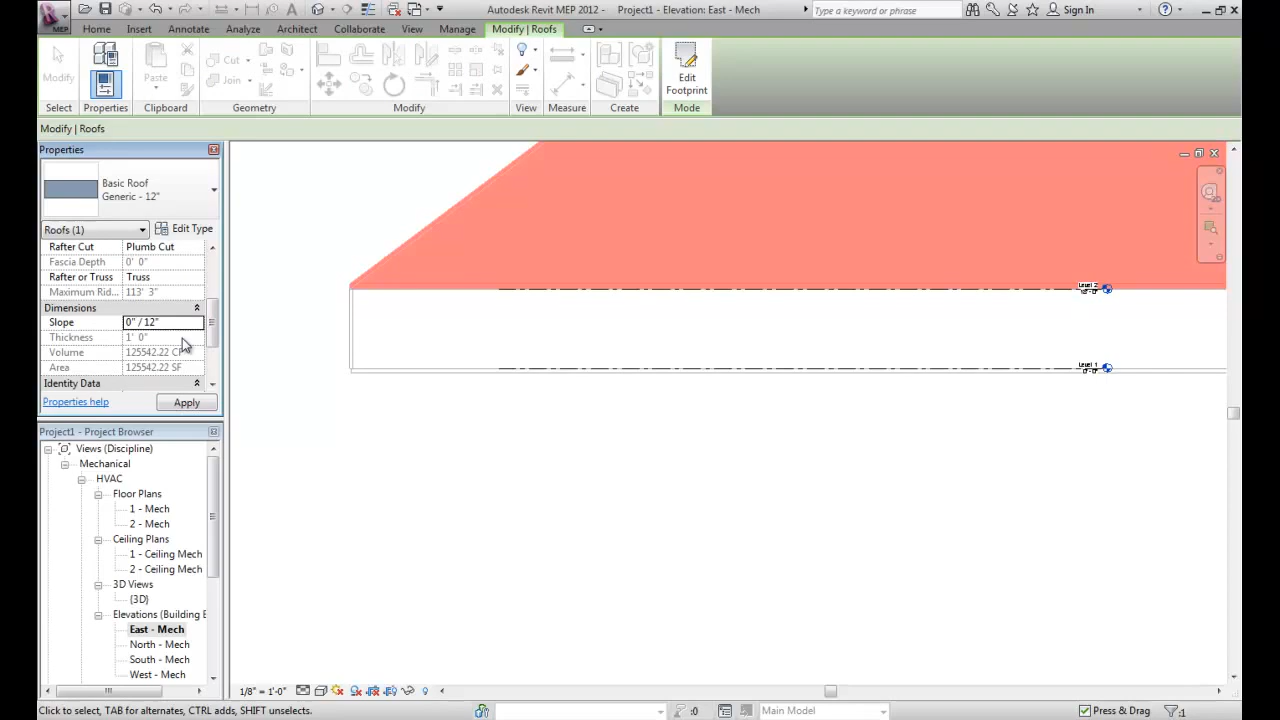 Autodesk Revit MEP 2012 - Project1 - Elevation: East - Mech
Type a keyword or phrase
Sign In
MEP
Home Insert Annotate Analyze Architect Collaborate View Manage Modify | Roofs
Modify
Paste
Cut
Join
Edit
Footprint
Select Properties Clipboard Geometry Modify View Measure Create Mode
Modify | Roofs
Properties
Basic Roof
Generic - 12"
Roofs (1)
Edit Type
Rafter Cut Plumb Cut
Fascia Depth 0' 0"
Rafter or Truss Truss
Maximum Rid... 113' 3"
Dimensions
Slope 0" / 12"
Thickness 1' 0"
Volume 125542.22 CF
Area 125542.22 SF
Identity Data
Properties help
Apply
Level 2
Level 1
Project1 - Project Browser
Views (Discipline)
Mechanical
HVAC
Floor Plans
1 - Mech
2 - Mech
Ceiling Plans
1 - Ceiling Mech
2 - Ceiling Mech
3D Views
{3D}
Elevations (Building E
East - Mech
North - Mech
South - Mech
West - Mech
1/8" = 1'-0"
Click to select, TAB for alternates, CTRL adds, SHIFT unselects.
:0
Main Model
Press & Drag
:1